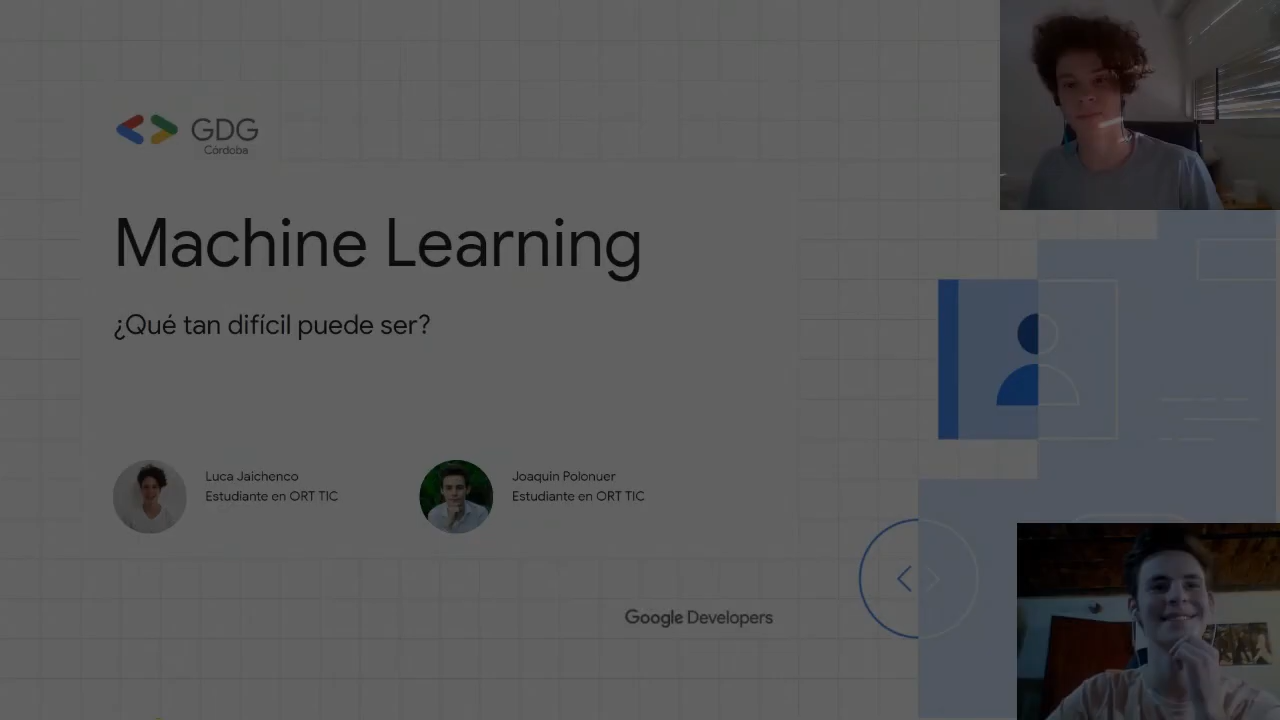 GDG
Córdoba
Machine Learning
¿Qué tan difícil puede ser?
Luca Jaichenco
Estudiante en ORT TIC
Joaquin Polonuer
Estudiante en ORT TIC
Google Developers